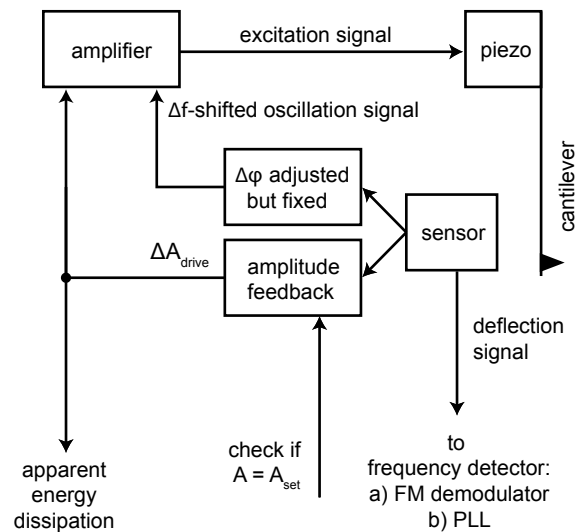 excitation signal
amplifier
piezo
Δf-shifted oscillation signal
cantilever
Δφ adjusted
but fixed
sensor
ΔA_drive
amplitude
feedback
deflection
signal
check if
A = A_set
to
frequency detector:
a) FM demodulator
b) PLL
apparent
energy
dissipation